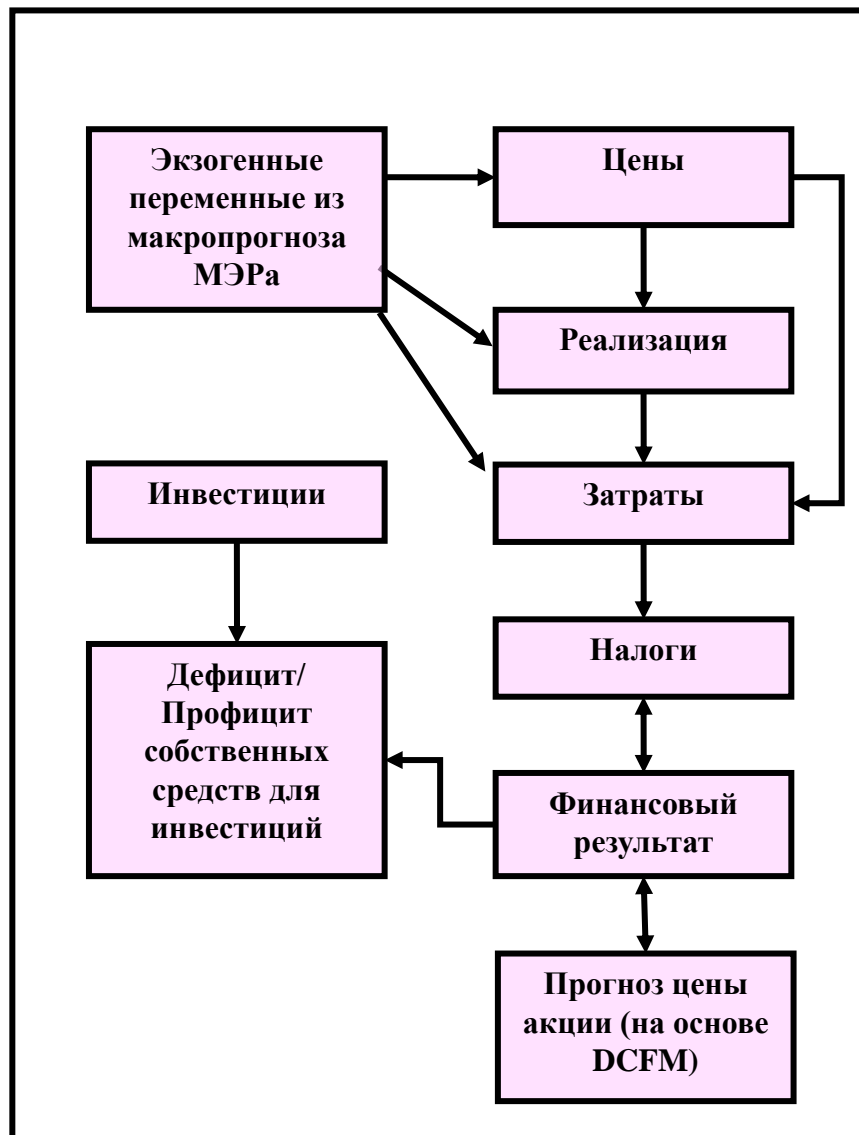 Экзогенные
переменные из
макропрогноза
МЭРа
Цены
Реализация
Инвестиции
Затраты
Дефицит/
Профицит
собственных
средств для
инвестиций
Налоги
Финансовый
результат
Прогноз цены
акции (на основе
DCFM)